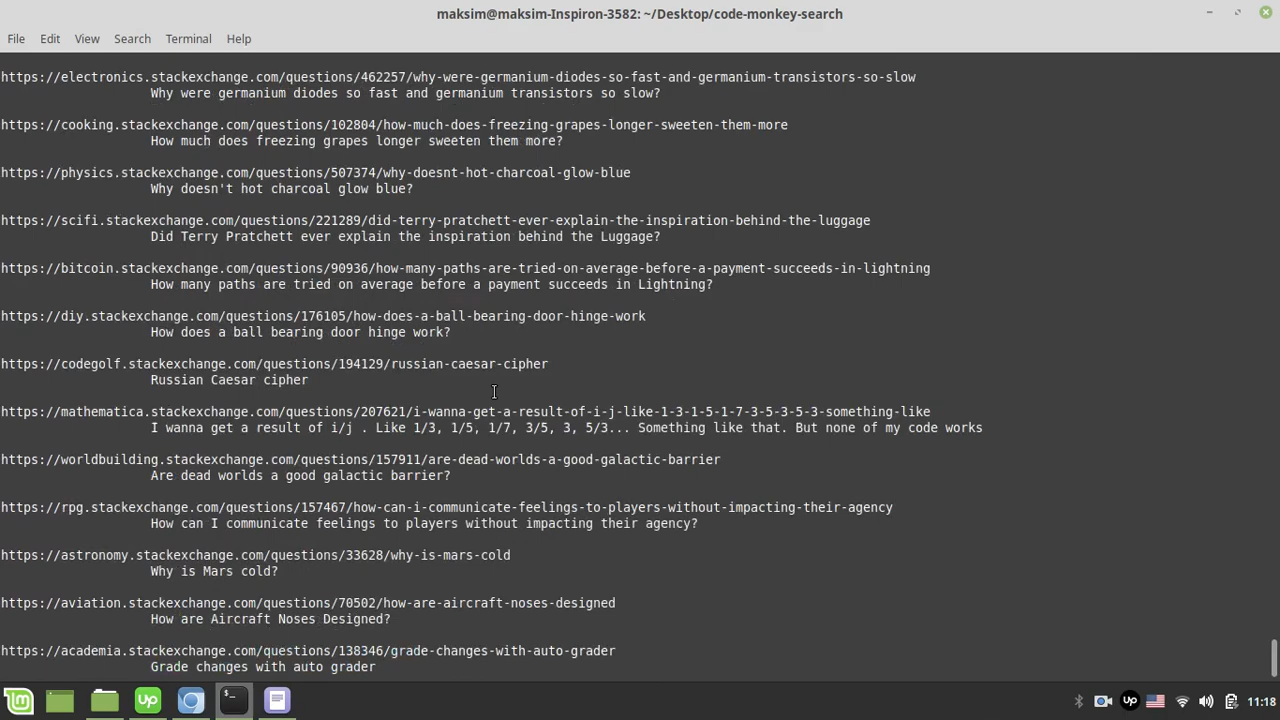 maksim@maksim-Inspiron-3582: ~/Desktop/code-monkey-search
File Edit View Search Terminal Help
https://electronics.stackexchange.com/questions/462257/why-were-germanium-diodes-so-fast-and-germanium-transistors-so-slow
Why were germanium diodes so fast and germanium transistors so slow?
https://cooking.stackexchange.com/questions/102804/how-much-does-freezing-grapes-longer-sweeten-them-more
How much does freezing grapes longer sweeten them more?
https://physics.stackexchange.com/questions/507374/why-doesnt-hot-charcoal-glow-blue
Why doesn't hot charcoal glow blue?
https://scifi.stackexchange.com/questions/221289/did-terry-pratchett-ever-explain-the-inspiration-behind-the-luggage
Did Terry Pratchett ever explain the inspiration behind the Luggage?
https://bitcoin.stackexchange.com/questions/90936/how-many-paths-are-tried-on-average-before-a-payment-succeeds-in-lightning
How many paths are tried on average before a payment succeeds in Lightning?
https://diy.stackexchange.com/questions/176105/how-does-a-ball-bearing-door-hinge-work
How does a ball bearing door hinge work?
https://codegolf.stackexchange.com/questions/194129/russian-caesar-cipher
Russian Caesar cipher
https://mathematica.stackexchange.com/questions/207621/i-wanna-get-a-result-of-i-j-like-1-3-1-5-1-7-3-5-3-5-3-something-like
I wanna get a result of i/j . Like 1/3, 1/5, 1/7, 3/5, 3, 5/3... Something like that. But none of my code works
https://worldbuilding.stackexchange.com/questions/157911/are-dead-worlds-a-good-galactic-barrier
Are dead worlds a good galactic barrier?
https://rpg.stackexchange.com/questions/157467/how-can-i-communicate-feelings-to-players-without-impacting-their-agency
How can I communicate feelings to players without impacting their agency?
https://astronomy.stackexchange.com/questions/33628/why-is-mars-cold
Why is Mars cold?
https://aviation.stackexchange.com/questions/70502/how-are-aircraft-noses-designed
How are Aircraft Noses Designed?
https://academia.stackexchange.com/questions/138346/grade-changes-with-auto-grader
Grade changes with auto grader
up $_ up 11:18